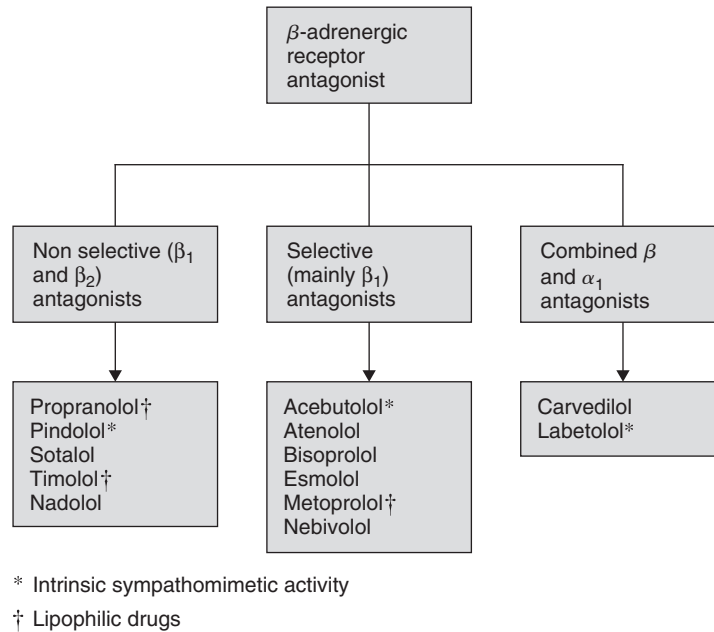 β-adrenergic
receptor
antagonist
Non selective (β₁
and β₂)
antagonists
Selective
(mainly β₁)
antagonists
Combined β
and α₁
antagonists
Propranolol†
Pindolol*
Sotalol
Timolol†
Nadolol
Acebutolol*
Atenolol
Bisoprolol
Esmolol
Metoprolol†
Nebivolol
Carvedilol
Labetolol*
* Intrinsic sympathomimetic activity
† Lipophilic drugs